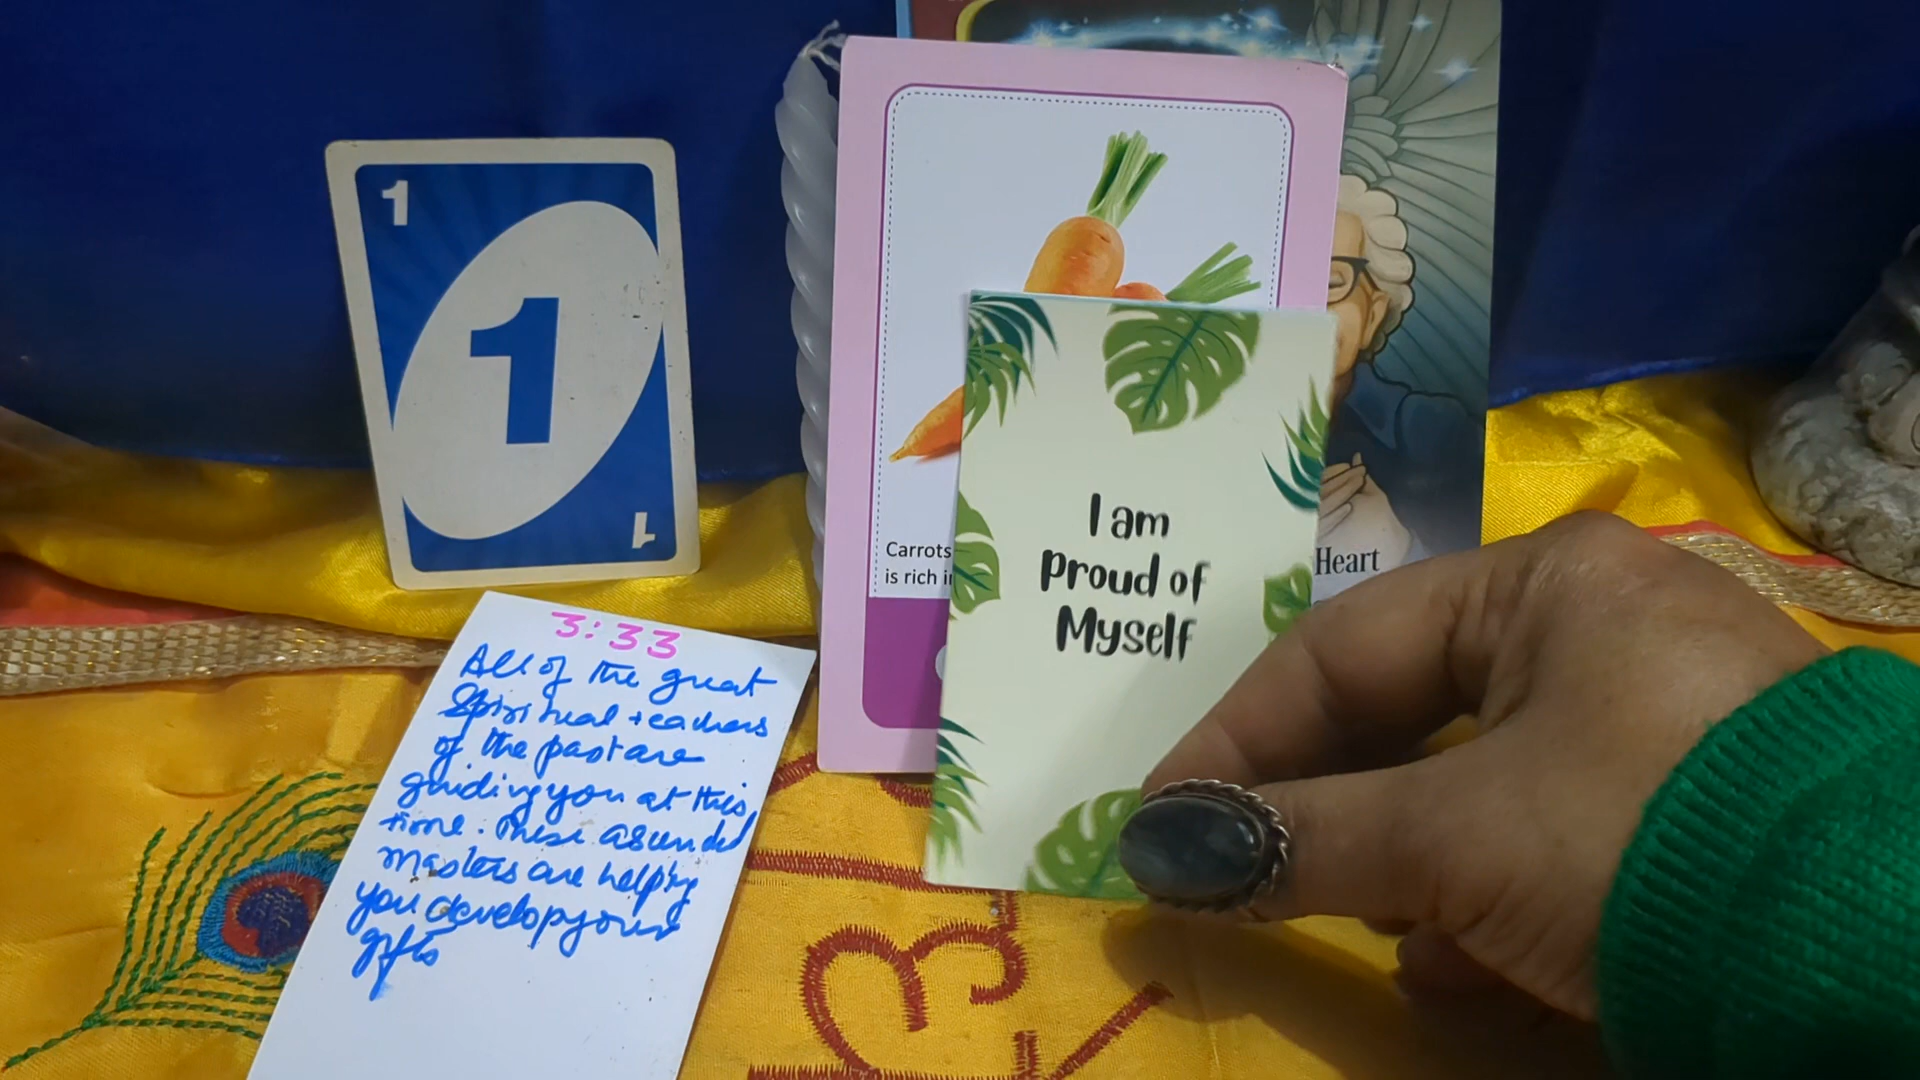 1
1
1
Carrots
is rich in
Heart
I am
Proud of
Myself
3:33
All of the great
Spiritual teachers
of the past are
guiding you at this
time. These ascended
masters are helping
you develop your
gifts